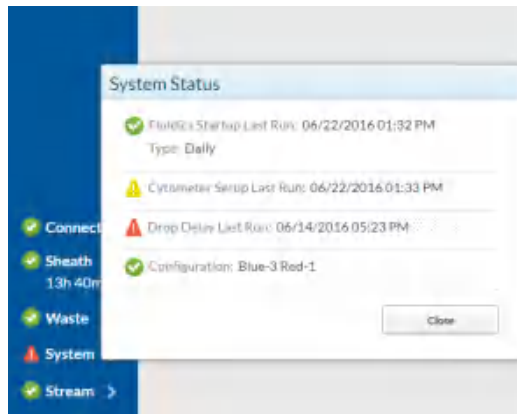 System Status
Fluidics Startup Last Run: 06/22/2016 01:32 PM
Type: Daily
Cytometer Setup Last Run: 06/22/2016 01:33 PM
Drop Delay Last Run: 06/14/2016 05:23 PM
Configuration: Blue-3 Red-1
Close
Connect
Sheath
13h 40m
Waste
System
Stream >